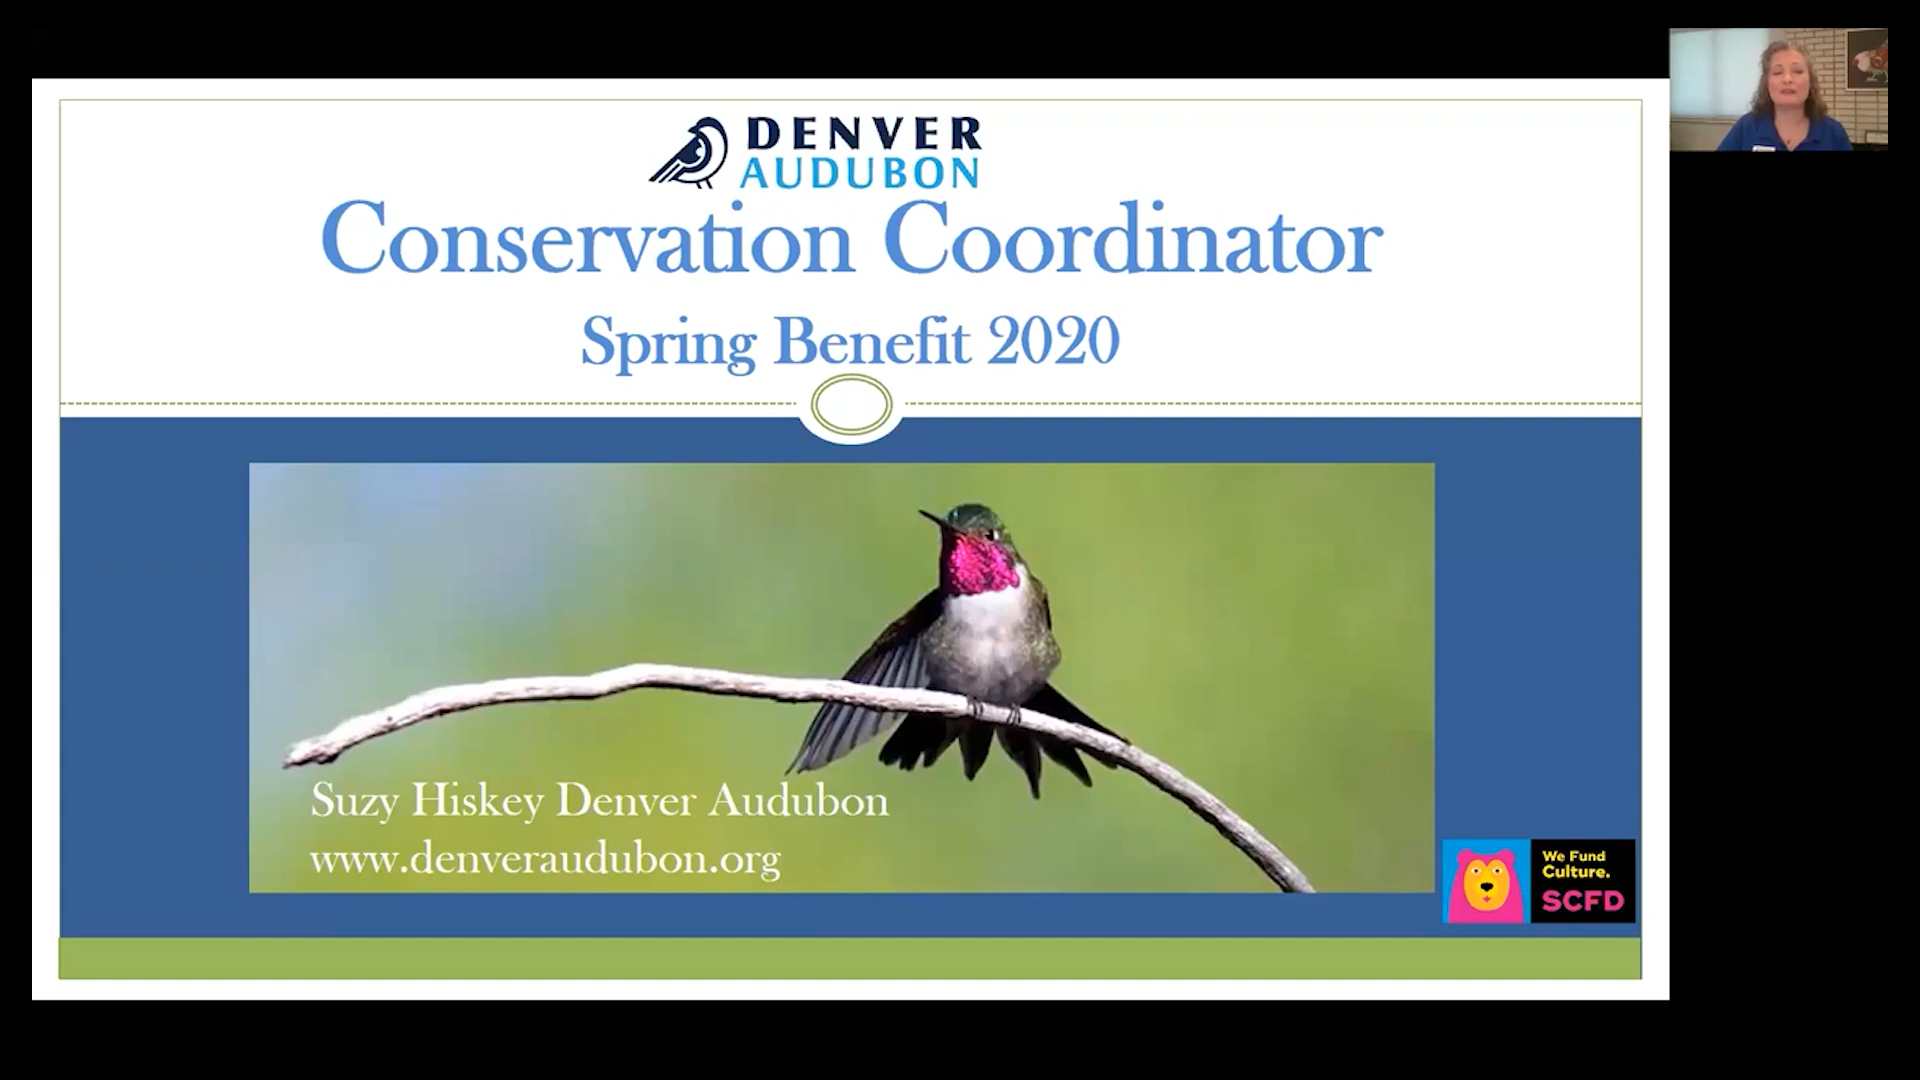 DENVER
AUDUBON
Conservation Coordinator
Spring Benefit 2020
Suzy Hiskey Denver Audubon
www.denveraudubon.org
We Fund
Culture.
SCFD